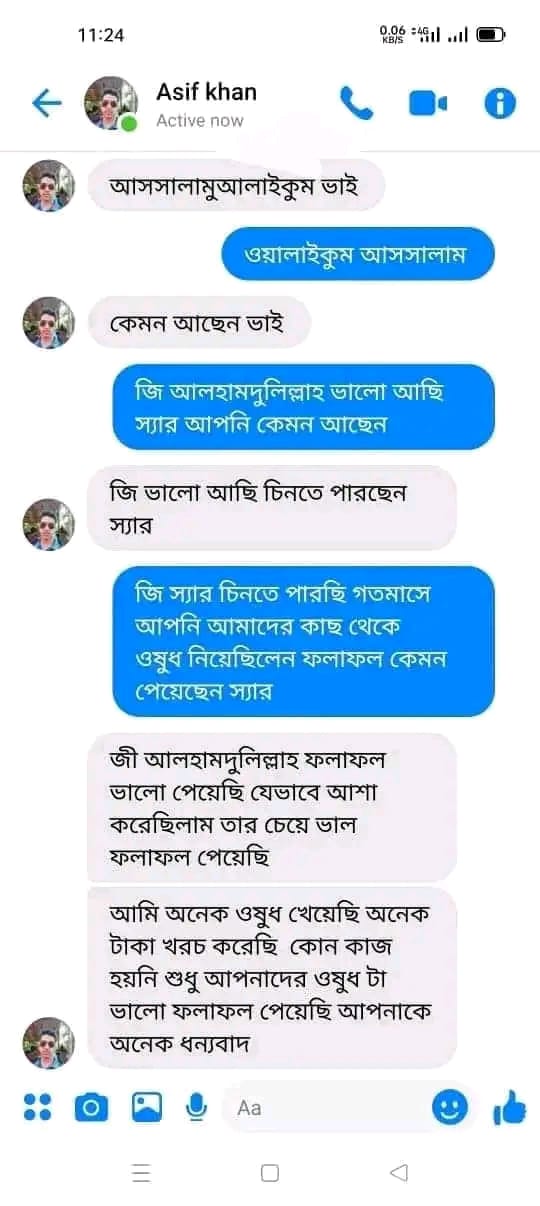 11:24
0.06 KB/S 4G
Asif khan
Active now
আসসালামুআলাইকুম ভাই
ওয়ালাইকুম আসসালাম
কেমন আছেন ভাই
জি আলহামদুলিল্লাহ ভালো আছি
স্যার আপনি কেমন আছেন
জি ভালো আছি চিনতে পারছেন
স্যার
জি স্যার চিনতে পারছি গতমাসে
আপনি আমাদের কাছ থেকে
ওষুধ নিয়েছিলেন ফলাফল কেমন
পেয়েছেন স্যার
জী আলহামদুলিল্লাহ ফলাফল
ভালো পেয়েছি যেভাবে আশা
করেছিলাম তার চেয়ে ভাল
ফলাফল পেয়েছি
আমি অনেক ওষুধ খেয়েছি অনেক
টাকা খরচ করেছি কোন কাজ
হয়নি শুধু আপনাদের ওষুধ টা
ভালো ফলাফল পেয়েছি আপনাকে
অনেক ধন্যবাদ
Aa